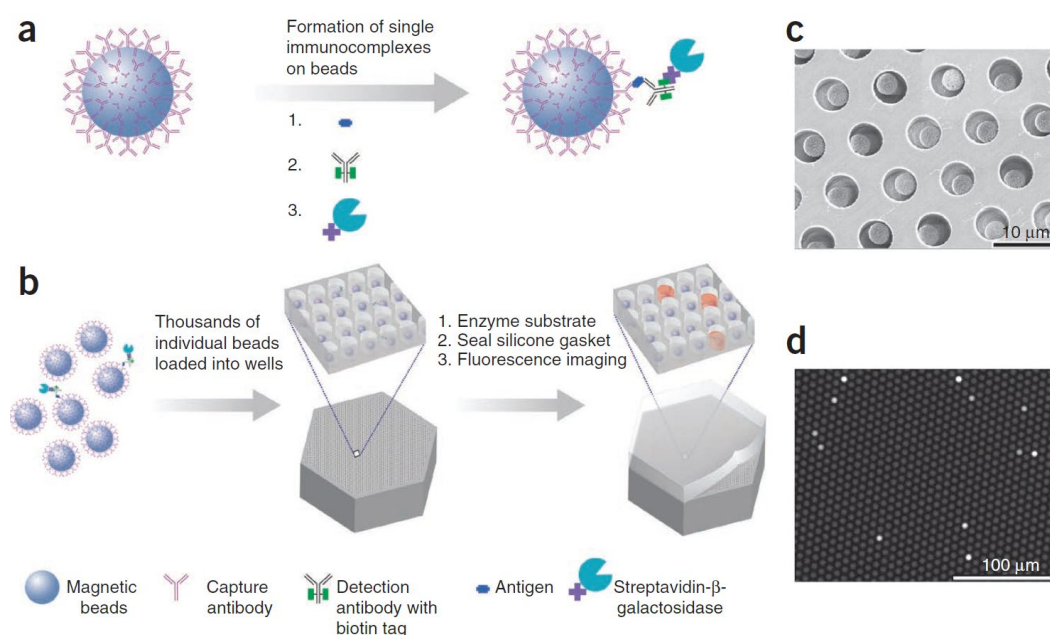 a
Formation of single
immunocomplexes
on beads
1.
2.
3.
b
Thousands of
individual beads
loaded into wells
1. Enzyme substrate
2. Seal silicone gasket
3. Fluorescence imaging
c
10 μm
d
100 μm
Magnetic
beads
Capture
antibody
Detection
antibody with
biotin tag
Antigen
Streptavidin-β-
galactosidase